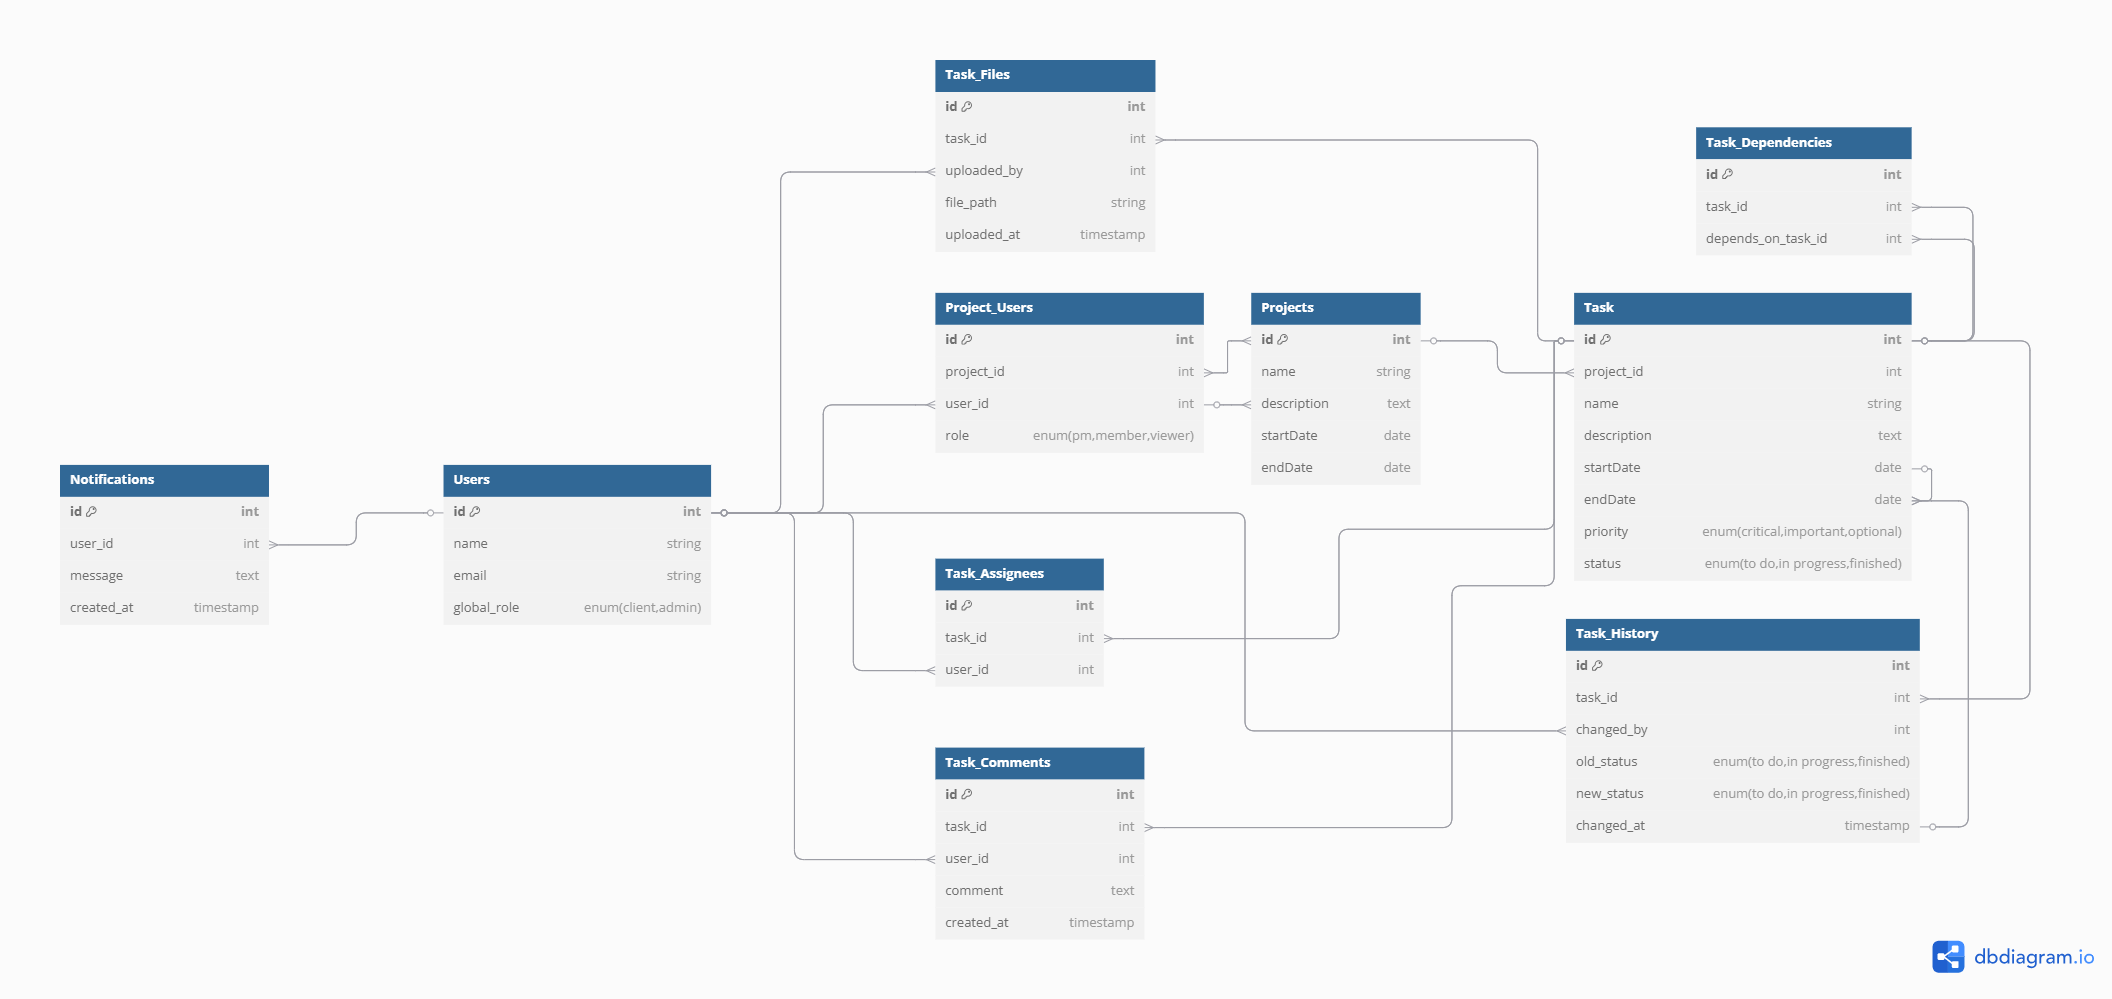 Task_Files
id int
task_id int
uploaded_by int
file_path string
uploaded_at timestamp
Task_Dependencies
id int
task_id int
depends_on_task_id int
Project_Users
id int
project_id int
user_id int
role enum(pm,member,viewer)
Projects
id int
name string
description text
startDate date
endDate date
Task
id int
project_id int
name string
description text
startDate date
endDate date
priority enum(critical,important,optional)
status enum(to do,in progress,finished)
Notifications
id int
user_id int
message text
created_at timestamp
Users
id int
name string
email string
global_role enum(client,admin)
Task_Assignees
id int
task_id int
user_id int
Task_History
id int
task_id int
changed_by int
old_status enum(to do,in progress,finished)
new_status enum(to do,in progress,finished)
changed_at timestamp
Task_Comments
id int
task_id int
user_id int
comment text
created_at timestamp
dbdiagram.io